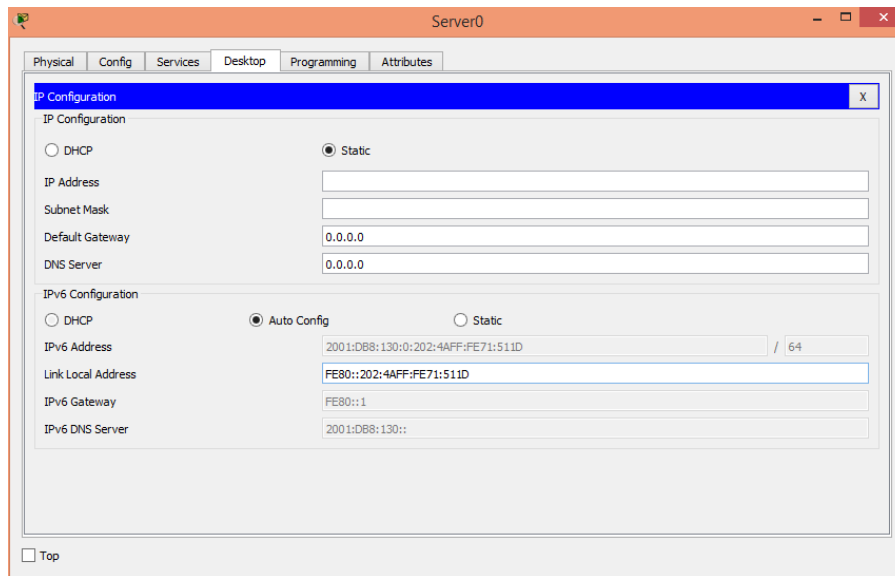 Server0
Physical Config Services Desktop Programming Attributes
IP Configuration X
IP Configuration
DHCP Static
IP Address
Subnet Mask
Default Gateway 0.0.0.0
DNS Server 0.0.0.0
IPv6 Configuration
DHCP Auto Config Static
IPv6 Address 2001:DB8:130:0:202:4AFF:FE71:511D / 64
Link Local Address FE80::202:4AFF:FE71:511D
IPv6 Gateway FE80::1
IPv6 DNS Server 2001:DB8:130::
Top